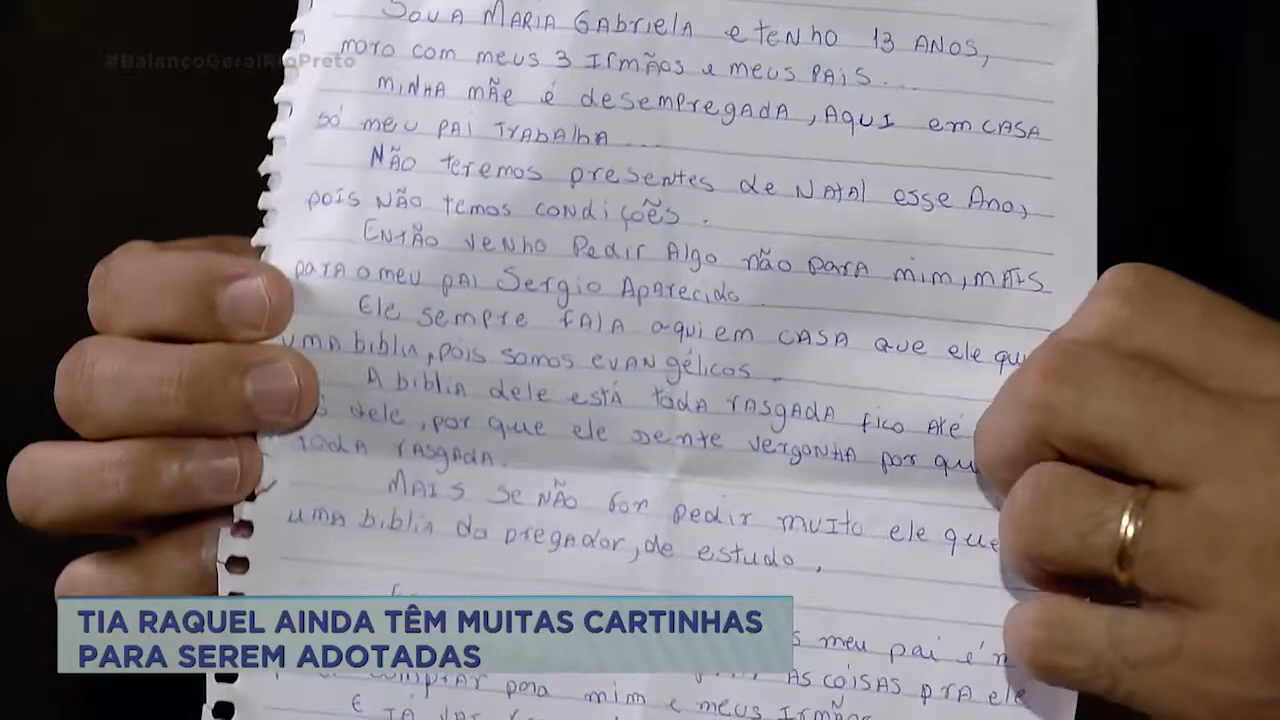 Sou A MARIA GAbriela e tenho 13 ANOS,
#BalancoGeralRioPreto
moro com meus 3 Irmãos e meus pais...
minha mãe é desempregada, Aqui em casa
só meu pai trabalha...
Não teremos presentes de Natal esse Ano,
pois não temos condições.
Então venho Pedir Algo não para mim, mais
para o meu pai Sergio Aparecido
Ele sempre fala aqui em casa que ele qu
uma biblia, pois somos evangélicos.
A biblia dele está toda rasgada fico Até
dele, por que ele sente vergonha por qu
toda rasgada.
Mais se não for pedir muito ele que
uma biblia do pregador, de estudo,
TIA RAQUEL AINDA TÊM MUITAS CARTINHAS
PARA SEREM ADOTADAS
meu pai é
As coisas pra ele
comprar pora mim e meus Irmãos
E já